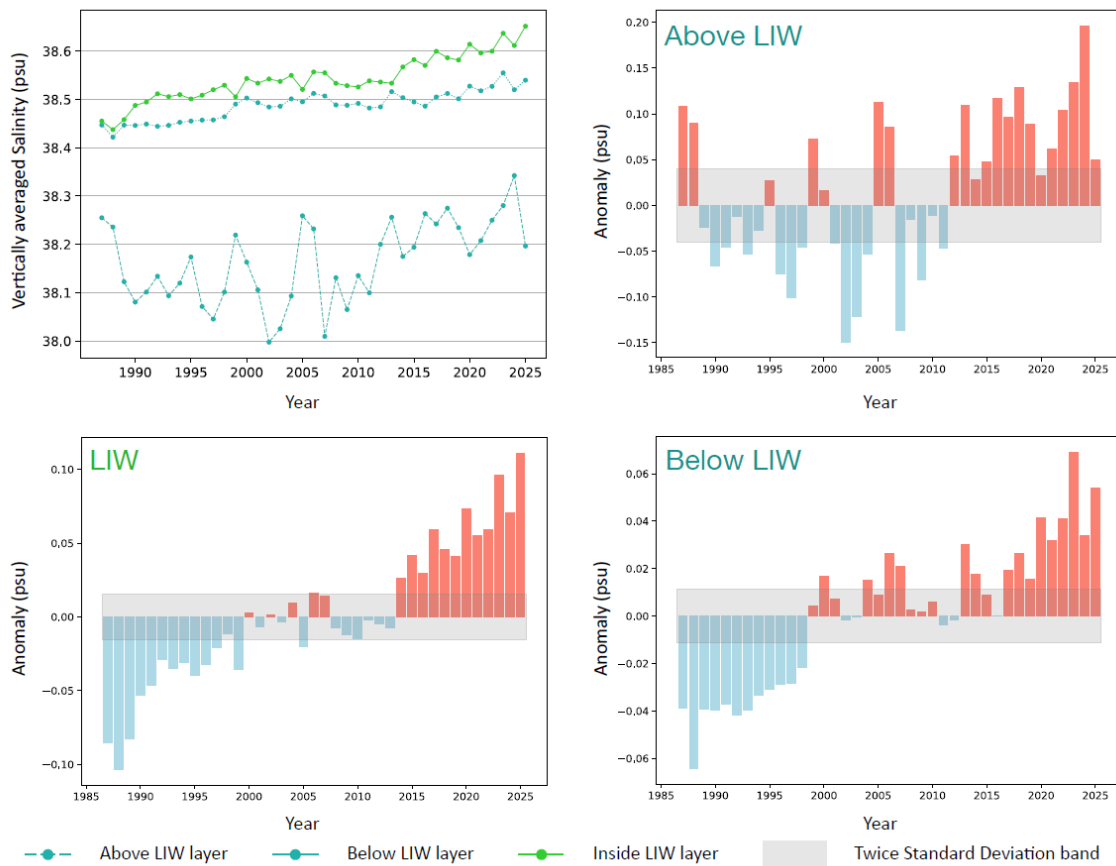 Vertically averaged Salinity (psu)
38.6
38.5
38.4
38.3
38.2
38.1
38,0
1990 1995 2000 2005 2010 2015 2020 2025
Year
Above LIW
Anomaly (psu)
0.20
0.15
0.10
0.05
0.00
−0.05
−0.10
−0.15
1985 1990 1995 2000 2005 2010 2015 2020 2025
Year
LIW
Anomaly (psu)
0.10
0,05
0.00
−0.05
−0,10
1985 1990 1995 2000 2005 2010 2015 2020 2025
Year
Below LIW
Anomaly (psu)
0,06
0.04
0.02
0.00
−0.02
−0.04
−0,06
1985 1990 1995 2000 2005 2010 2015 2020 2025
Year
Above LIW layer Below LIW layer Inside LIW layer Twice Standard Deviation band